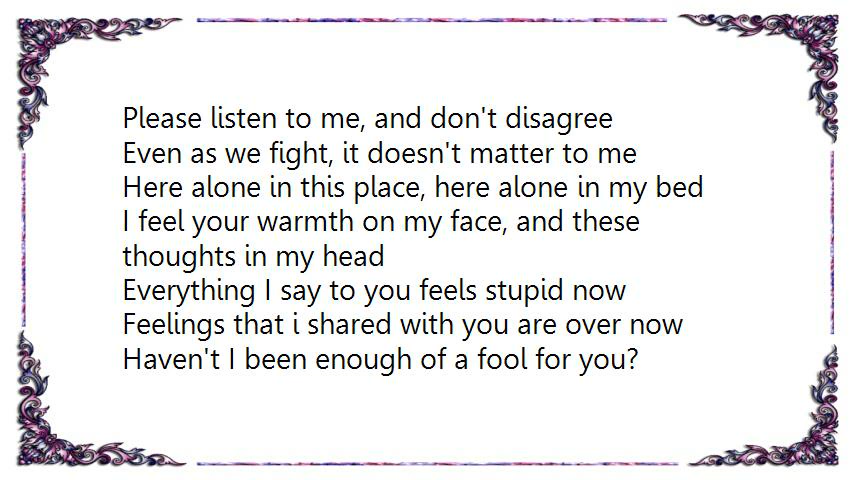 Please listen to me, and don't disagree
Even as we fight, it doesn't matter to me
Here alone in this place, here alone in my bed
I feel your warmth on my face, and these
thoughts in my head
Everything I say to you feels stupid now
Feelings that i shared with you are over now
Haven't I been enough of a fool for you?